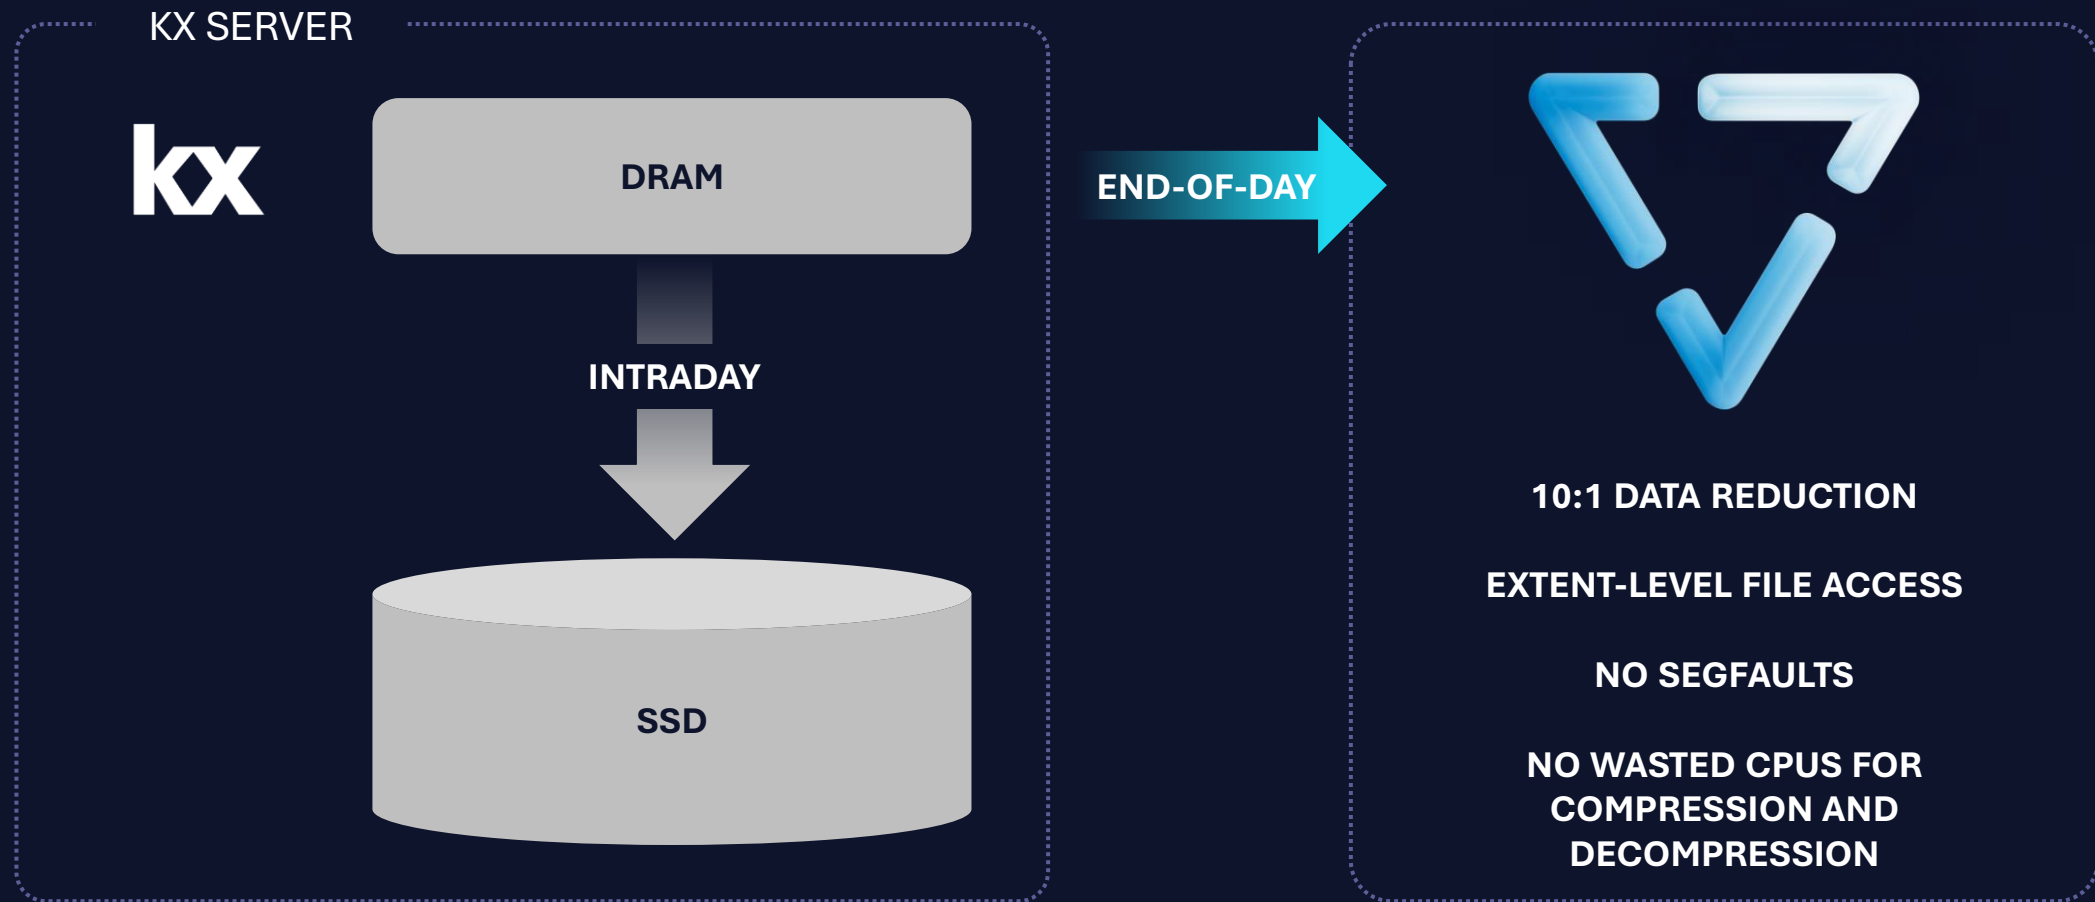 KX SERVER
kx
DRAM
END-OF-DAY
INTRADAY
SSD
10:1 DATA REDUCTION
EXTENT-LEVEL FILE ACCESS
NO SEGFAULTS
NO WASTED CPUS FOR
COMPRESSION AND
DECOMPRESSION